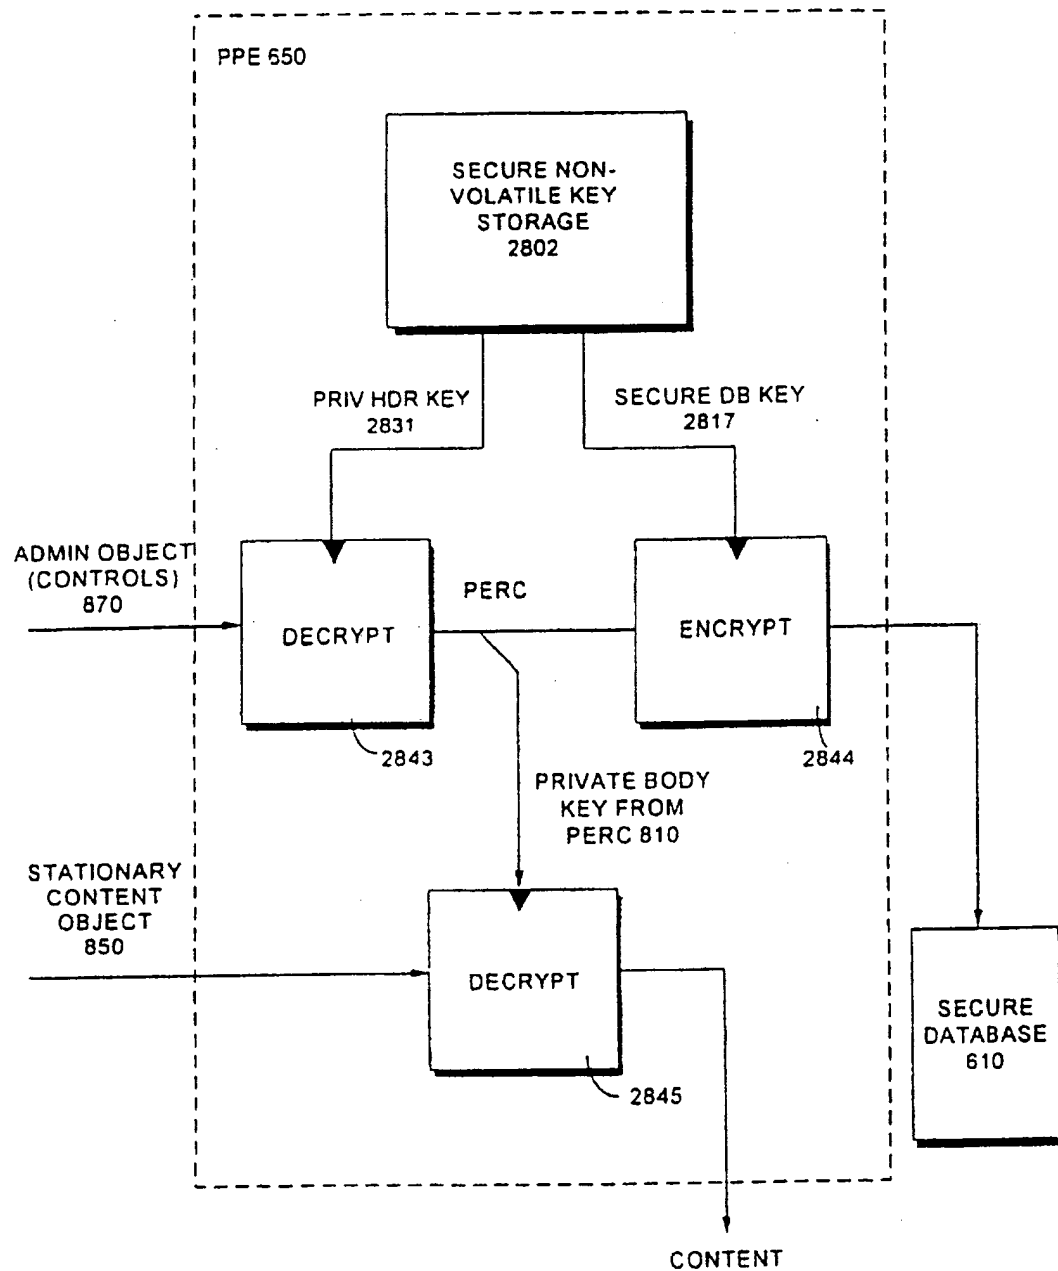 PPE 650
SECURE NON-
VOLATILE KEY
STORAGE
2802
PRIV HDR KEY
2831
SECURE DB KEY
2817
ADMIN OBJECT
(CONTROLS)
870
DECRYPT
PERC
ENCRYPT
2843
2844
PRIVATE BODY
KEY FROM
PERC 810
STATIONARY
CONTENT
OBJECT
850
DECRYPT
2845
SECURE
DATABASE
610
CONTENT